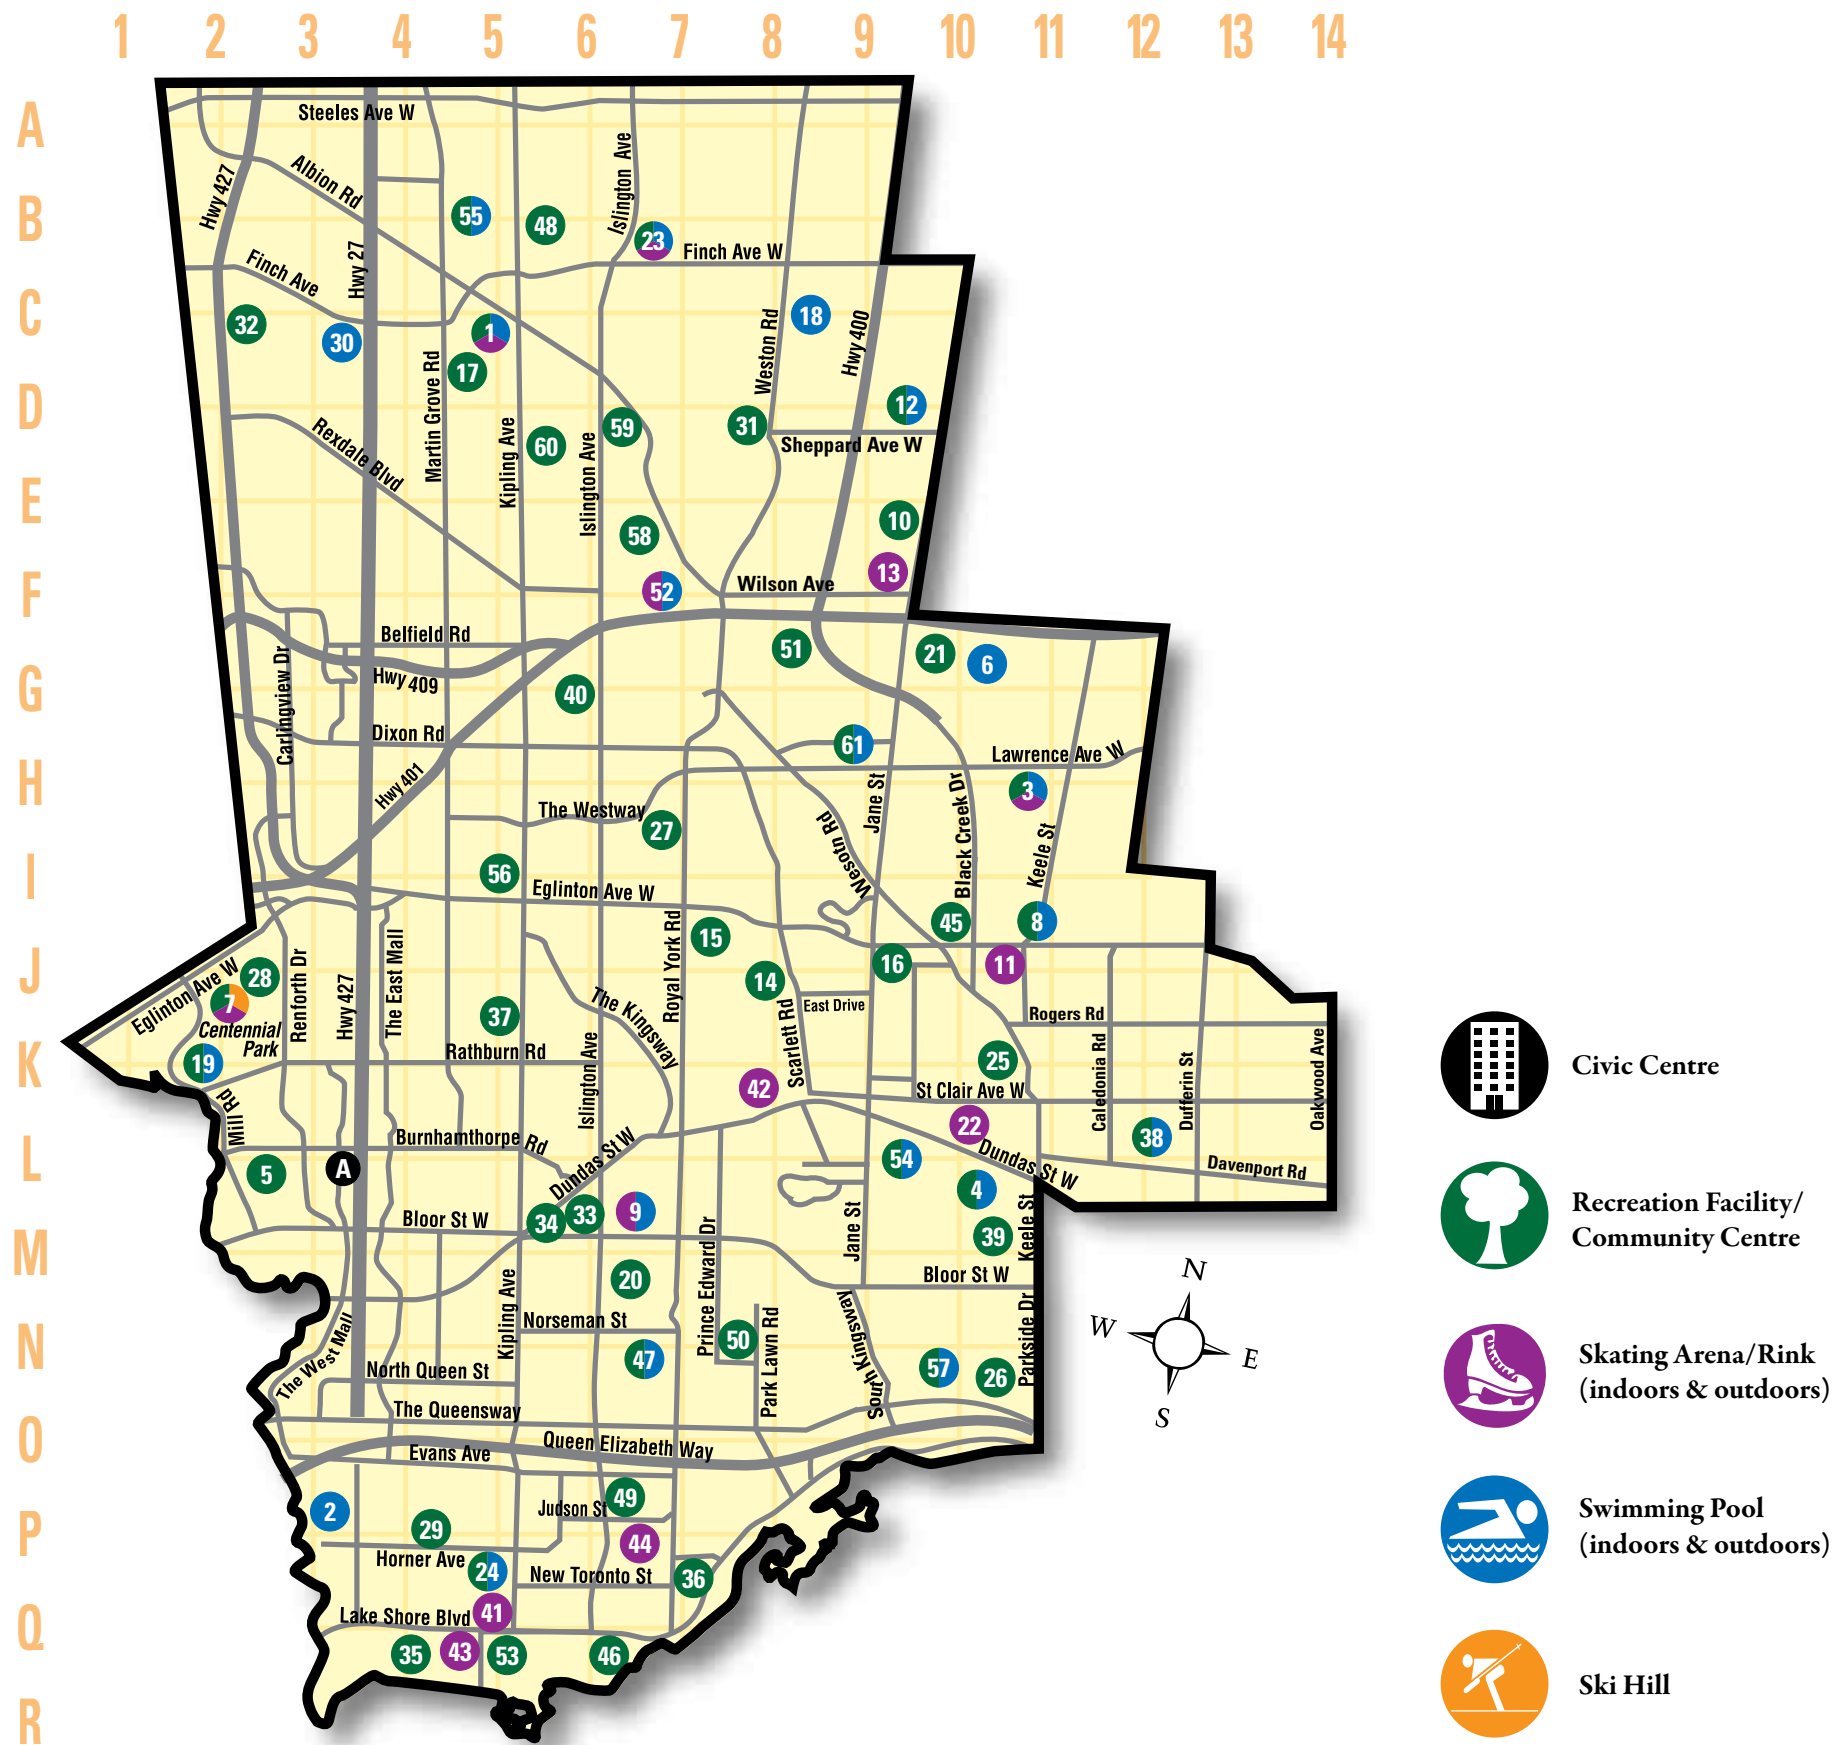 1 2 3 4 5 6 7 8 9 10 11 12 13 14
A
B
C
D
E
F
G
H
I
J
K
L
M
N
O
P
Q
R
Steeles Ave W
Albion Rd
Hwy 427
Islington Ave
55
48
23
Finch Ave W
Finch Ave
Hwy 27
32
30
1
17
18
Weston Rd
Hwy 400
Martin Grove Rd
12
Rexdale Blvd
Kipling Ave
60
59
Islington Ave
31
Sheppard Ave W
10
58
13
52
Wilson Ave
Belfield Rd
51
21
6
Carlingview Dr
Hwy 409
40
Dixon Rd
61
Lawrence Ave W
Hwy 401
3
The Westway
27
Wesotn Rd
Jane St
Black Creek Dr
Keele St
56
Eglinton Ave W
45
8
15
Royal York Rd
16
11
14
Eglinton Ave W
28
7
Centennial
Park
Renforth Dr
Hwy 427
The East Mall
37
The Kingsway
East Drive
Scarlett Rd
Rogers Rd
19
Rathburn Rd
Islington Ave
42
25
St Clair Ave W
Caledonia Rd
Dufferin St
Oakwood Ave
Mill Rd
22
38
Burnhamthorpe Rd
Dundas St W
54
Dundas St W
Davenport Rd
5
A
4
34
33
9
Bloor St W
39
Prince Edward Dr
Jane St
Keele St
20
Bloor St W
Kipling Ave
Norseman St
50
Park Lawn Rd
South Kingsway
Parkside Dr
47
57
26
The West Mall
North Queen St
The Queensway
Queen Elizabeth Way
Evans Ave
2
49
Judson St
29
44
Horner Ave
24
New Toronto St
36
Lake Shore Blvd
41
35
43
53
46
N
W
E
S
Civic Centre
Recreation Facility/
Community Centre
Skating Arena/Rink
(indoors & outdoors)
Swimming Pool
(indoors & outdoors)
Ski Hill